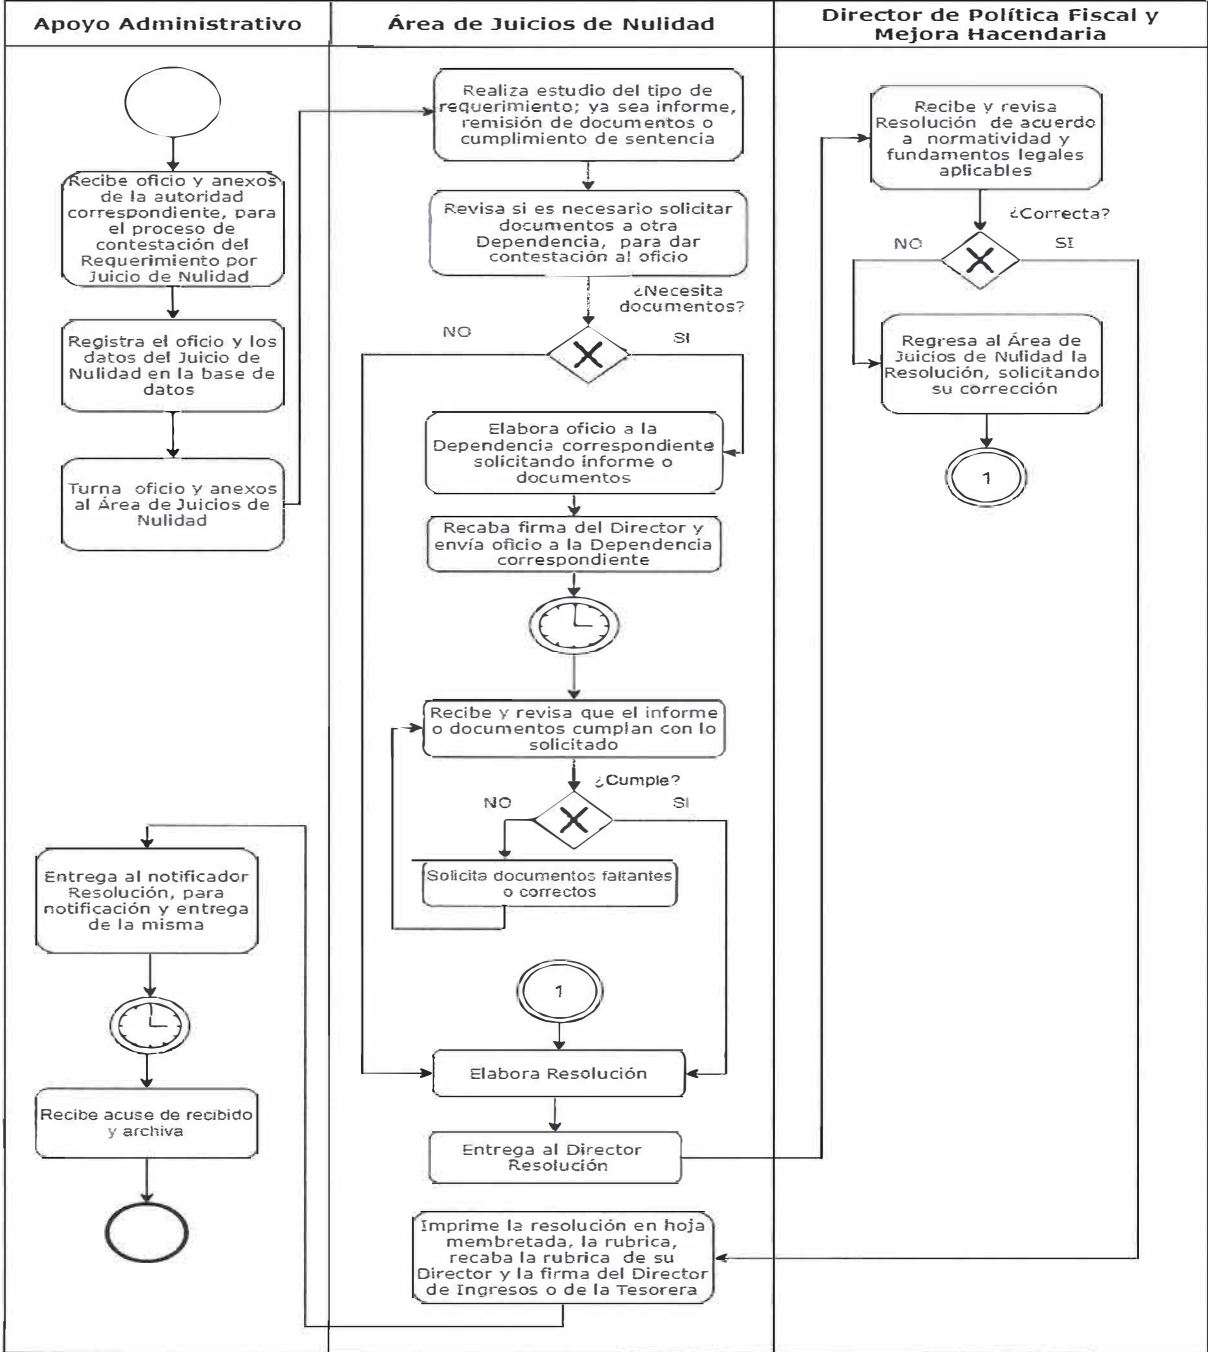 Apoyo Administrativo
Área de Juicios de Nulidad
Director de Política Fiscal y
Mejora Hacendaria
Recibe oficio y anexos
de la autoridad
correspondiente, para
el proceso de
contestación del
Requerimiento por
Juicio de Nulidad
Registra el oficio y los
datos del Juicio de
Nulidad en la base de
datos
Turna oficio y anexos
al Área de Juicios de
Nulidad
Realiza estudio del tipo de
requerimiento; ya sea informe,
remisión de documentos o
cumplimiento de sentencia
Revisa si es necesario solicitar
documentos a otra
Dependencia, para dar
contestación al oficio
¿Necesita
documentos?
NO
SI
Elabora oficio a la
Dependencia correspondiente
solicitando informe o
documentos
Recaba firma del Director y
envía oficio a la Dependencia
correspondiente
Recibe y revisa que el informe
o documentos cumplan con lo
solicitado
¿Cumple?
NO
SI
Solicita documentos faltantes
o correctos
1
Elabora Resolución
Entrega al Director
Resolución
Recibe y revisa
Resolución de acuerdo
a normatividad y
fundamentos legales
aplicables
¿Correcta?
NO
SI
Regresa al Área de
Juicios de Nulidad la
Resolución, solicitando
su corrección
1
Imprime la resolución en hoja
membretada, la rubrica,
recaba la rubrica de su
Director y la firma del Director
de Ingresos o de la Tesorera
Entrega al notificador
Resolución, para
notificación y entrega
de la misma
Recibe acuse de recibido
y archiva